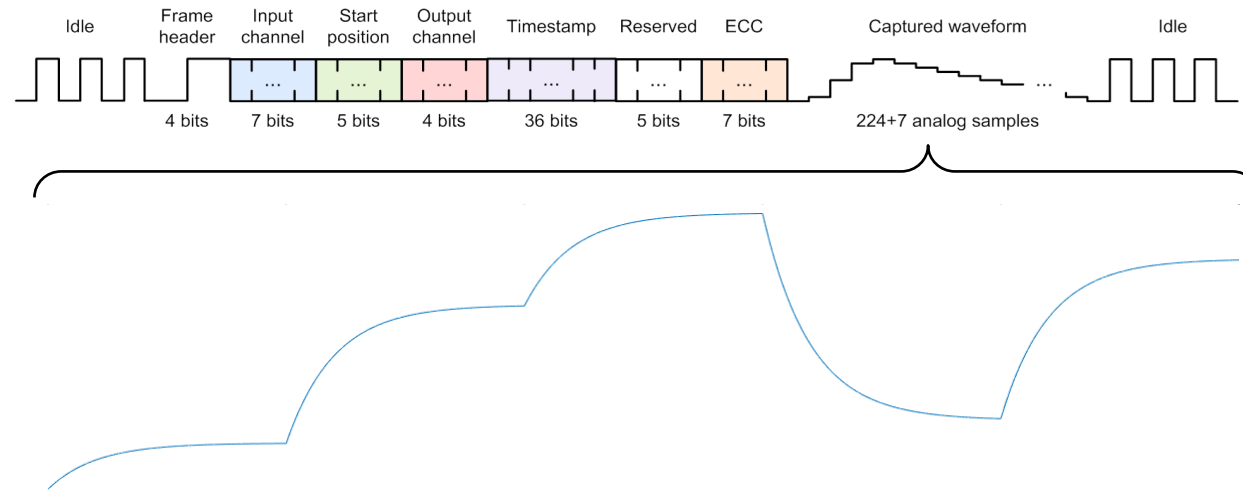 Idle
Frame header
Input channel
Start position
Output channel
Timestamp
Reserved
ECC
Captured waveform
Idle
...
...
...
...
...
...
...
4 bits
7 bits
5 bits
4 bits
36 bits
5 bits
7 bits
224+7 analog samples